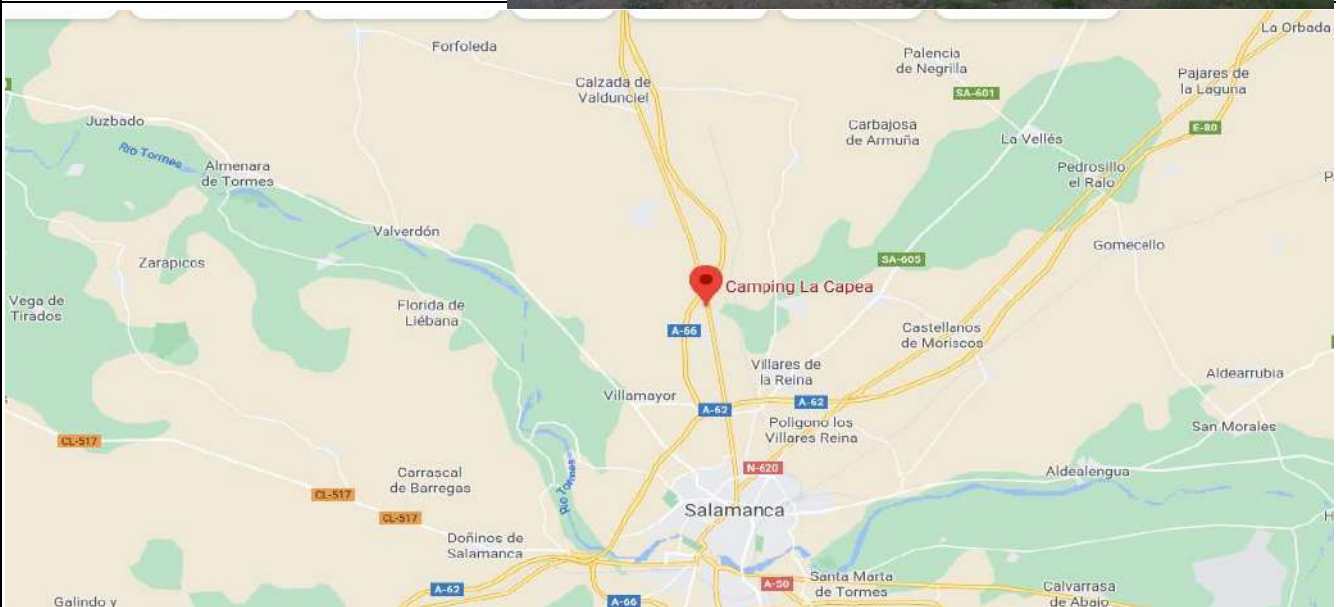 La Orbada
Forfoleda
Palencia
de Negrilla
Calzada de
Valdunciel
Pajares de
la Laguna
SA-601
Juzbado
Carbajosa
de Armuña
E-80
La Vellés
Río Tormes
Almenara
de Tormes
Pedrosillo
el Ralo
Valverdón
Gomecello
Zarapicos
SA-605
Camping La Capea
Vega de
Tirados
Florida de
Liébana
A-66
Castellanos
de Moriscos
Villares de
la Reina
Aldearrubia
Villamayor
A-62
A-62
Polígono los
Villares Reina
San Morales
CL-517
N-620
Aldealengua
Carrascal
de Barregas
Río Tormes
CL-517
Salamanca
CL-517
Doñinos de
Salamanca
A-62
A-50
Santa Marta
de Tormes
Calvarrasa
de Abajo
Galindo y
A-66